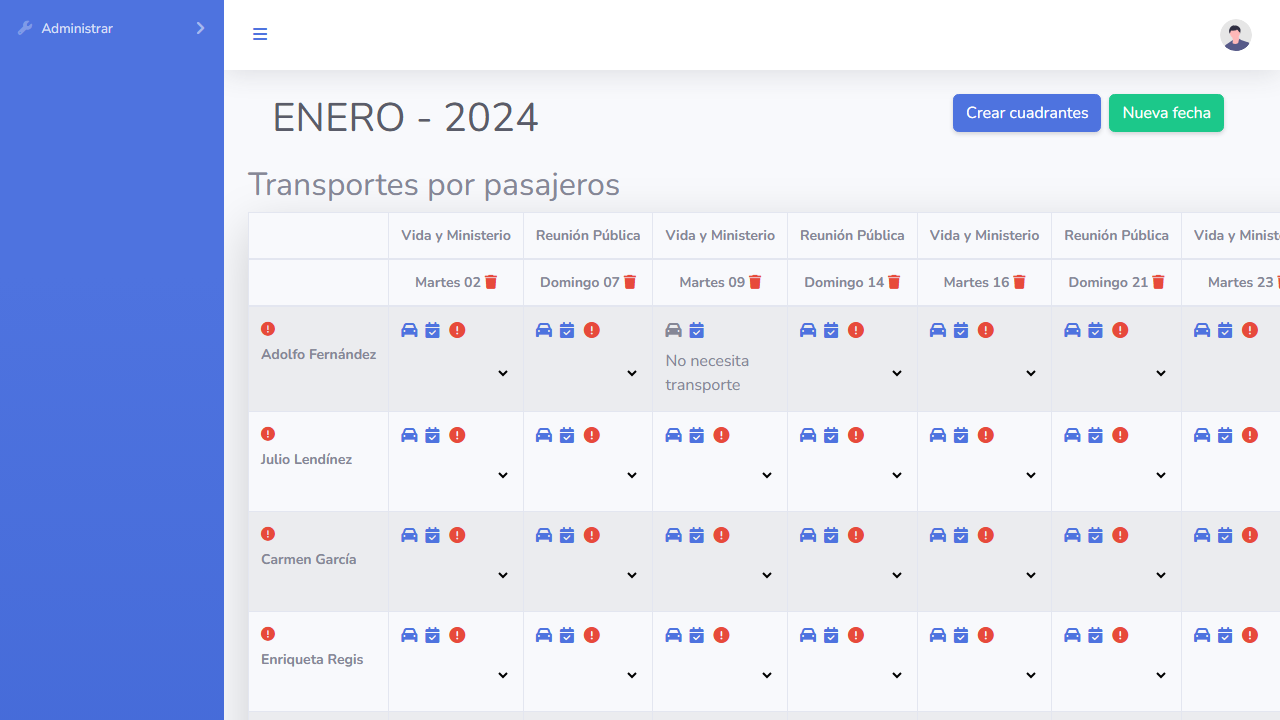 Administrar
ENERO - 2024
Crear cuadrantes
Nueva fecha
Transportes por pasajeros
Vida y Ministerio Reunión Pública Vida y Ministerio Reunión Pública Vida y Ministerio Reunión Pública Vida y Minist
Martes 02 Domingo 07 Martes 09 Domingo 14 Martes 16 Domingo 21 Martes 23
Adolfo Fernández
No necesita
transporte
Julio Lendínez
Carmen García
Enriqueta Regis